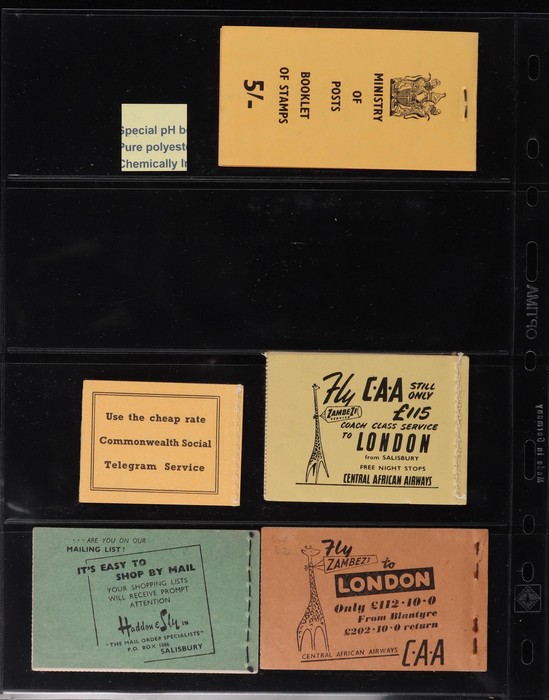 MINISTRY
OF
POSTS
BOOKLET
OF STAMPS
5/-
Special pH
Pure
Chemically
Use the cheap rate
Commonwealth Social
Telegram Service
Fly C.A.A STILL
ONLY
ZAMBEZI
SERVICE
£115
COACH CLASS SERVICE
TO LONDON
from SALISBURY
FREE NIGHT STOPS
CENTRAL AFRICAN AIRWAYS
... ARE YOU ON OUR
MAILING LIST?
IT'S EASY TO
SHOP BY MAIL
YOUR SHOPPING LISTS
WILL RECEIVE PROMPT
ATTENTION
Haddon & Sly
"THE MAIL ORDER SPECIALISTS"
P.O. BOX
SALISBURY
Fly
ZAMBEZI to
LONDON
Only £112·10·0
From Blantyre
£202·10·0 return
CENTRAL AFRICAN AIRWAYS C.A.A